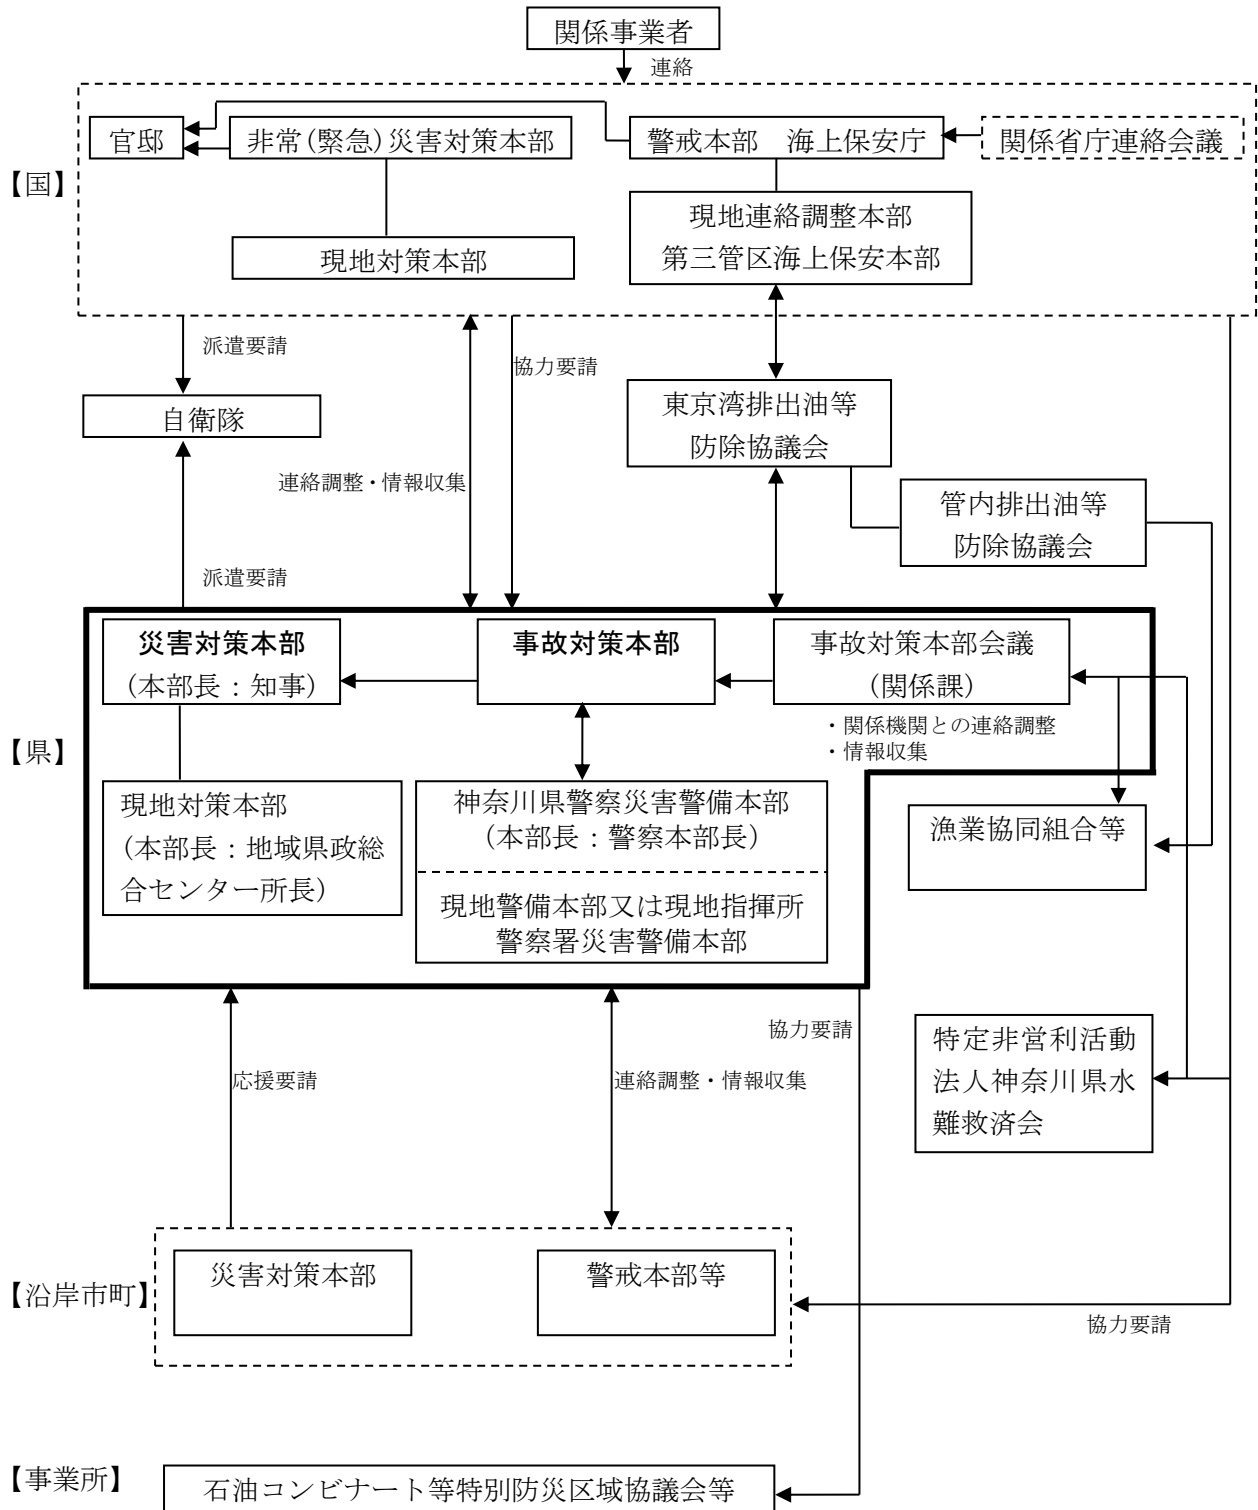 関係事業者
連絡
官邸
非常(緊急)災害対策本部
警戒本部　海上保安庁
関係省庁連絡会議
【国】
現地対策本部
現地連絡調整本部
第三管区海上保安本部
派遣要請
協力要請
自衛隊
東京湾排出油等
防除協議会
連絡調整・情報収集
管内排出油等
防除協議会
派遣要請
災害対策本部
(本部長：知事)
事故対策本部
事故対策本部会議
(関係課)
・関係機関との連絡調整
・情報収集
【県】
現地対策本部
(本部長：地域県政総
合センター所長)
神奈川県警察災害警備本部
(本部長：警察本部長)
現地警備本部又は現地指揮所
警察署災害警備本部
漁業協同組合等
協力要請
特定非営利活動
法人神奈川県水
難救済会
応援要請
連絡調整・情報収集
【沿岸市町】
災害対策本部
警戒本部等
協力要請
【事業所】
石油コンビナート等特別防災区域協議会等